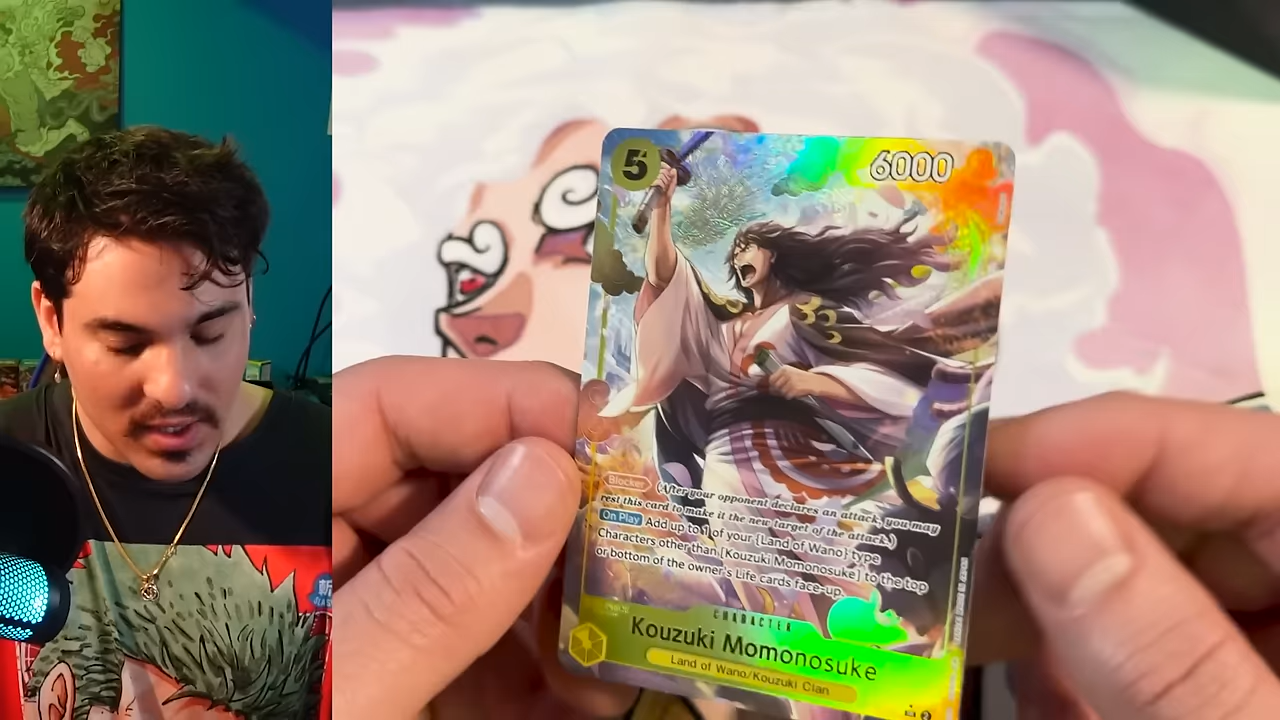 5
6000
Blocker (After your opponent declares an attack, you may
rest this card to make it the new target of the attack.)
On Play Add up to 1 of your {Land of Wano} type
Characters other than [Kouzuki Momonosuke] to the top
or bottom of the owner's Life cards face-up.
CHARACTER
Kouzuki Momonosuke
Land of Wano/Kouzuki Clan
斬